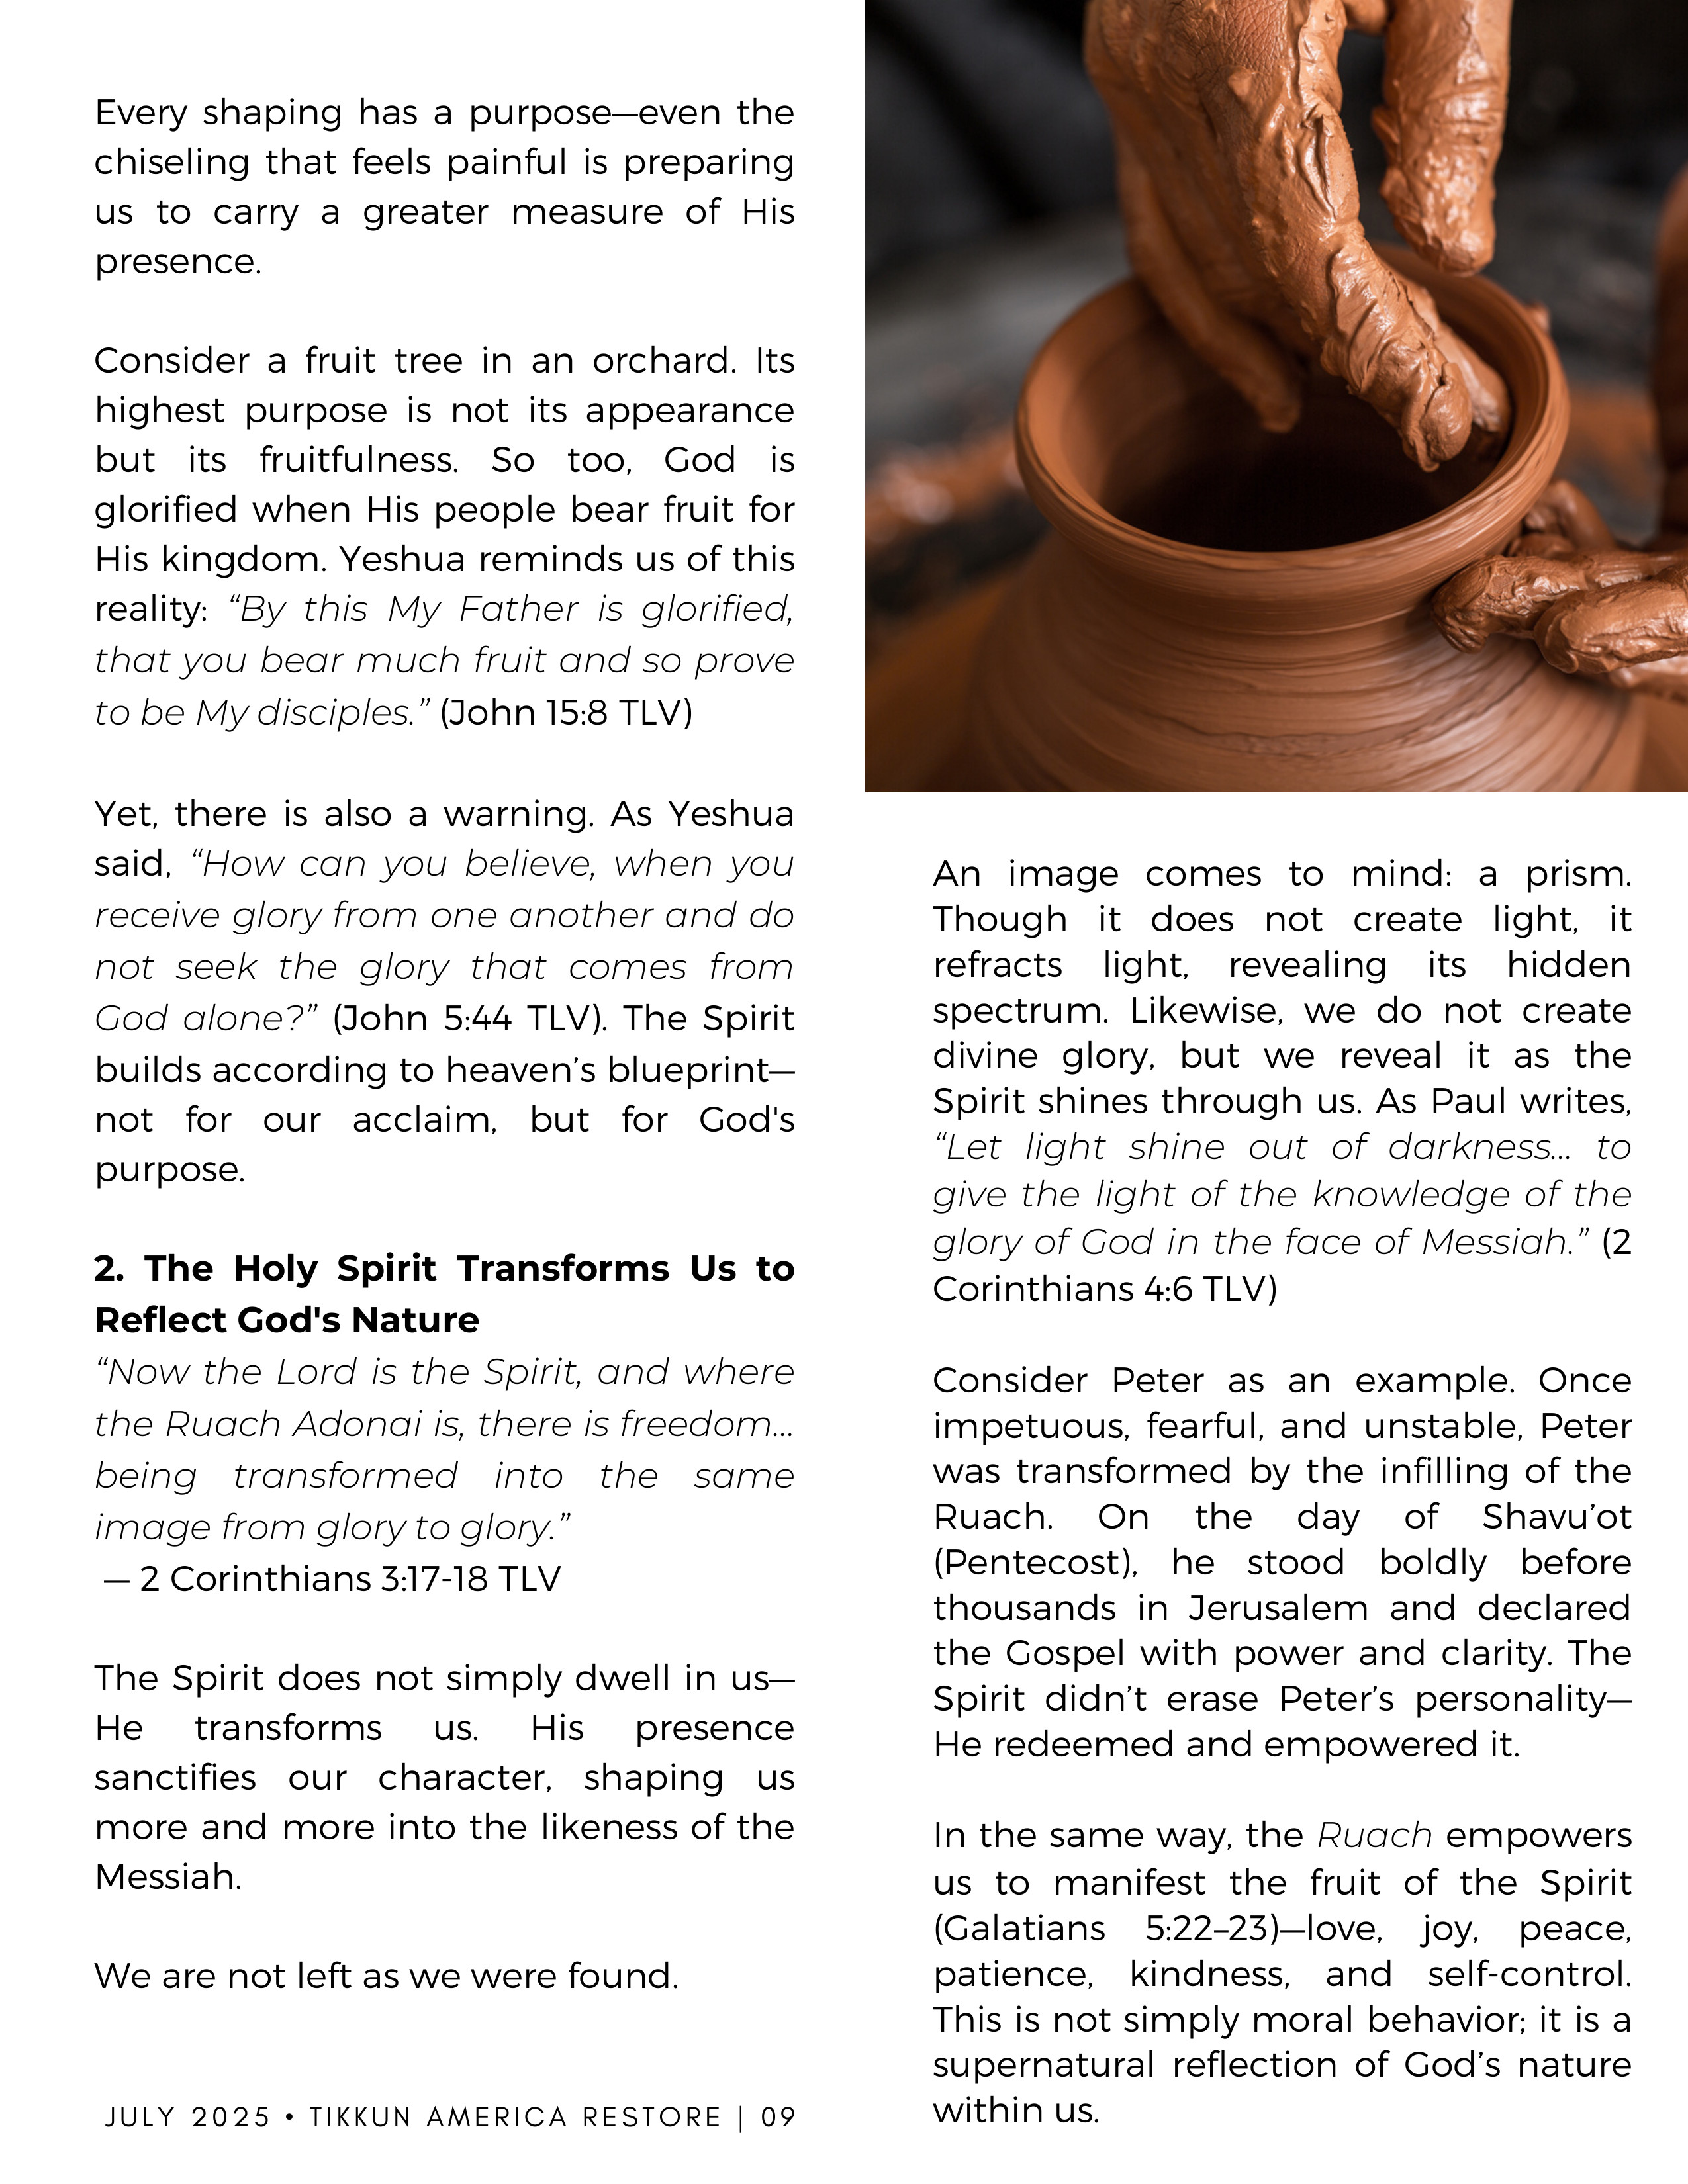 Every shaping has a purpose—even the
chiseling that feels painful is preparing
us to carry a greater measure of His
presence.
Consider a fruit tree in an orchard. Its
highest purpose is not its appearance
but its fruitfulness. So too, God is
glorified when His people bear fruit for
His kingdom. Yeshua reminds us of this
reality: “By this My Father is glorified,
that you bear much fruit and so prove
to be My disciples.” (John 15:8 TLV)
Yet, there is also a warning. As Yeshua
said, “How can you believe, when you
receive glory from one another and do
not seek the glory that comes from
God alone?” (John 5:44 TLV). The Spirit
builds according to heaven’s blueprint—
not for our acclaim, but for God's
purpose.
2. The Holy Spirit Transforms Us to
Reflect God's Nature
“Now the Lord is the Spirit, and where
the Ruach Adonai is, there is freedom...
being transformed into the same
image from glory to glory.”
— 2 Corinthians 3:17-18 TLV
The Spirit does not simply dwell in us—
He transforms us. His presence
sanctifies our character, shaping us
more and more into the likeness of the
Messiah.
We are not left as we were found.
An image comes to mind: a prism.
Though it does not create light, it
refracts light, revealing its hidden
spectrum. Likewise, we do not create
divine glory, but we reveal it as the
Spirit shines through us. As Paul writes,
“Let light shine out of darkness... to
give the light of the knowledge of the
glory of God in the face of Messiah.” (2
Corinthians 4:6 TLV)
Consider Peter as an example. Once
impetuous, fearful, and unstable, Peter
was transformed by the infilling of the
Ruach. On the day of Shavu’ot
(Pentecost), he stood boldly before
thousands in Jerusalem and declared
the Gospel with power and clarity. The
Spirit didn’t erase Peter’s personality—
He redeemed and empowered it.
In the same way, the Ruach empowers
us to manifest the fruit of the Spirit
(Galatians 5:22–23)—love, joy, peace,
patience, kindness, and self-control.
This is not simply moral behavior; it is a
supernatural reflection of God’s nature
within us.
JULY 2025 • TIKKUN AMERICA RESTORE | 09